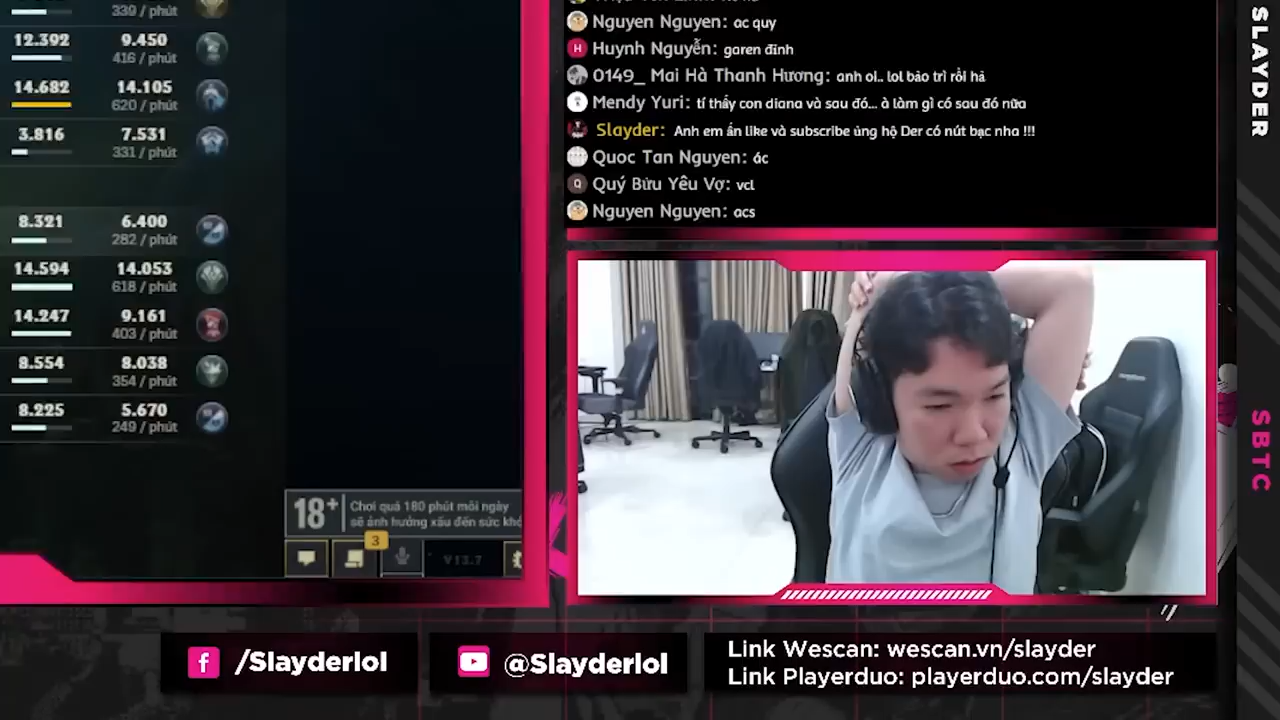 339 / phút
12.392 9.450
416 / phút
14.682 14.105
620 / phút
3.816 7.531
331 / phút
8.321 6.400
282 / phút
14.594 14.053
618 / phút
14.247 9.161
403 / phút
8.554 8.038
354 / phút
8.225 5.670
249 / phút
18+
Chơi quá 180 phút mỗi ngày
sẽ ảnh hưởng xấu đến sức khỏ
3
V13.7
Nguyen Nguyen: ac quy
H Huynh Nguyễn: garen đinh
0149_ Mai Hà Thanh Hương: anh oi.. lol bảo trì rồi hả
Mendy Yuri: tí thấy con diana và sau đó... à làm gì có sau đó nữa
Slayder: Anh em ấn like và subscribe ủng hộ Der có nút bạc nha !!!
Quoc Tan Nguyen: ác
Q Quý Bửu Yêu Vợ: vcl
Nguyen Nguyen: acs
SLAYDER
SBTC
f /Slayderlol
@Slayderlol
Link Wescan: wescan.vn/slayder
Link Playerduo: playerduo.com/slayder